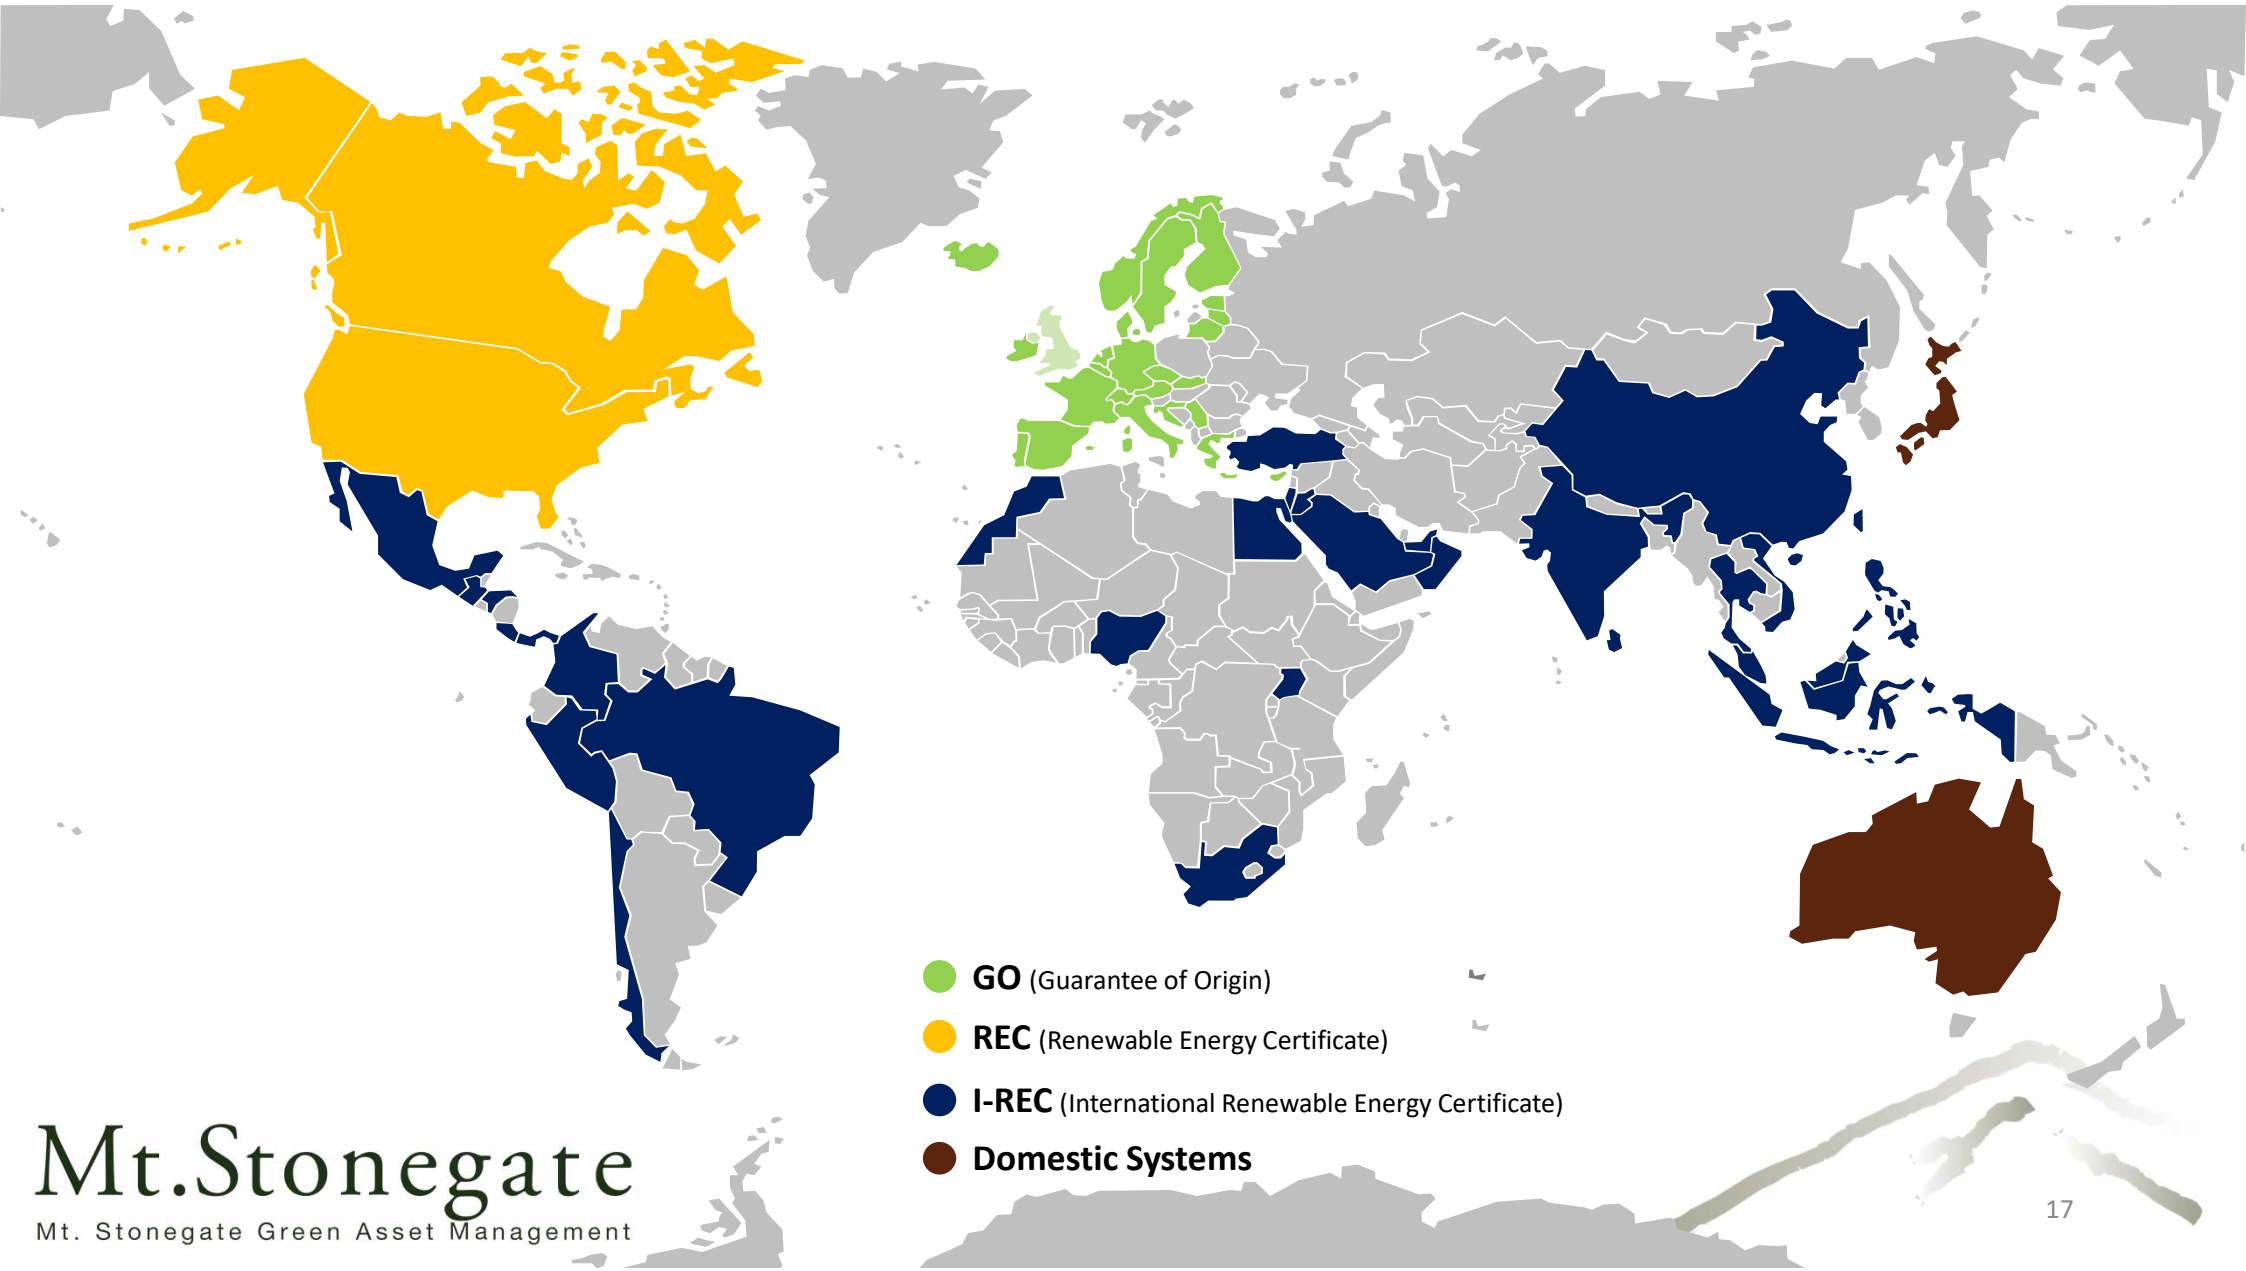 GO (Guarantee of Origin)
REC (Renewable Energy Certificate)
I-REC (International Renewable Energy Certificate)
Domestic Systems
Mt.Stonegate
Mt. Stonegate Green Asset Management
17